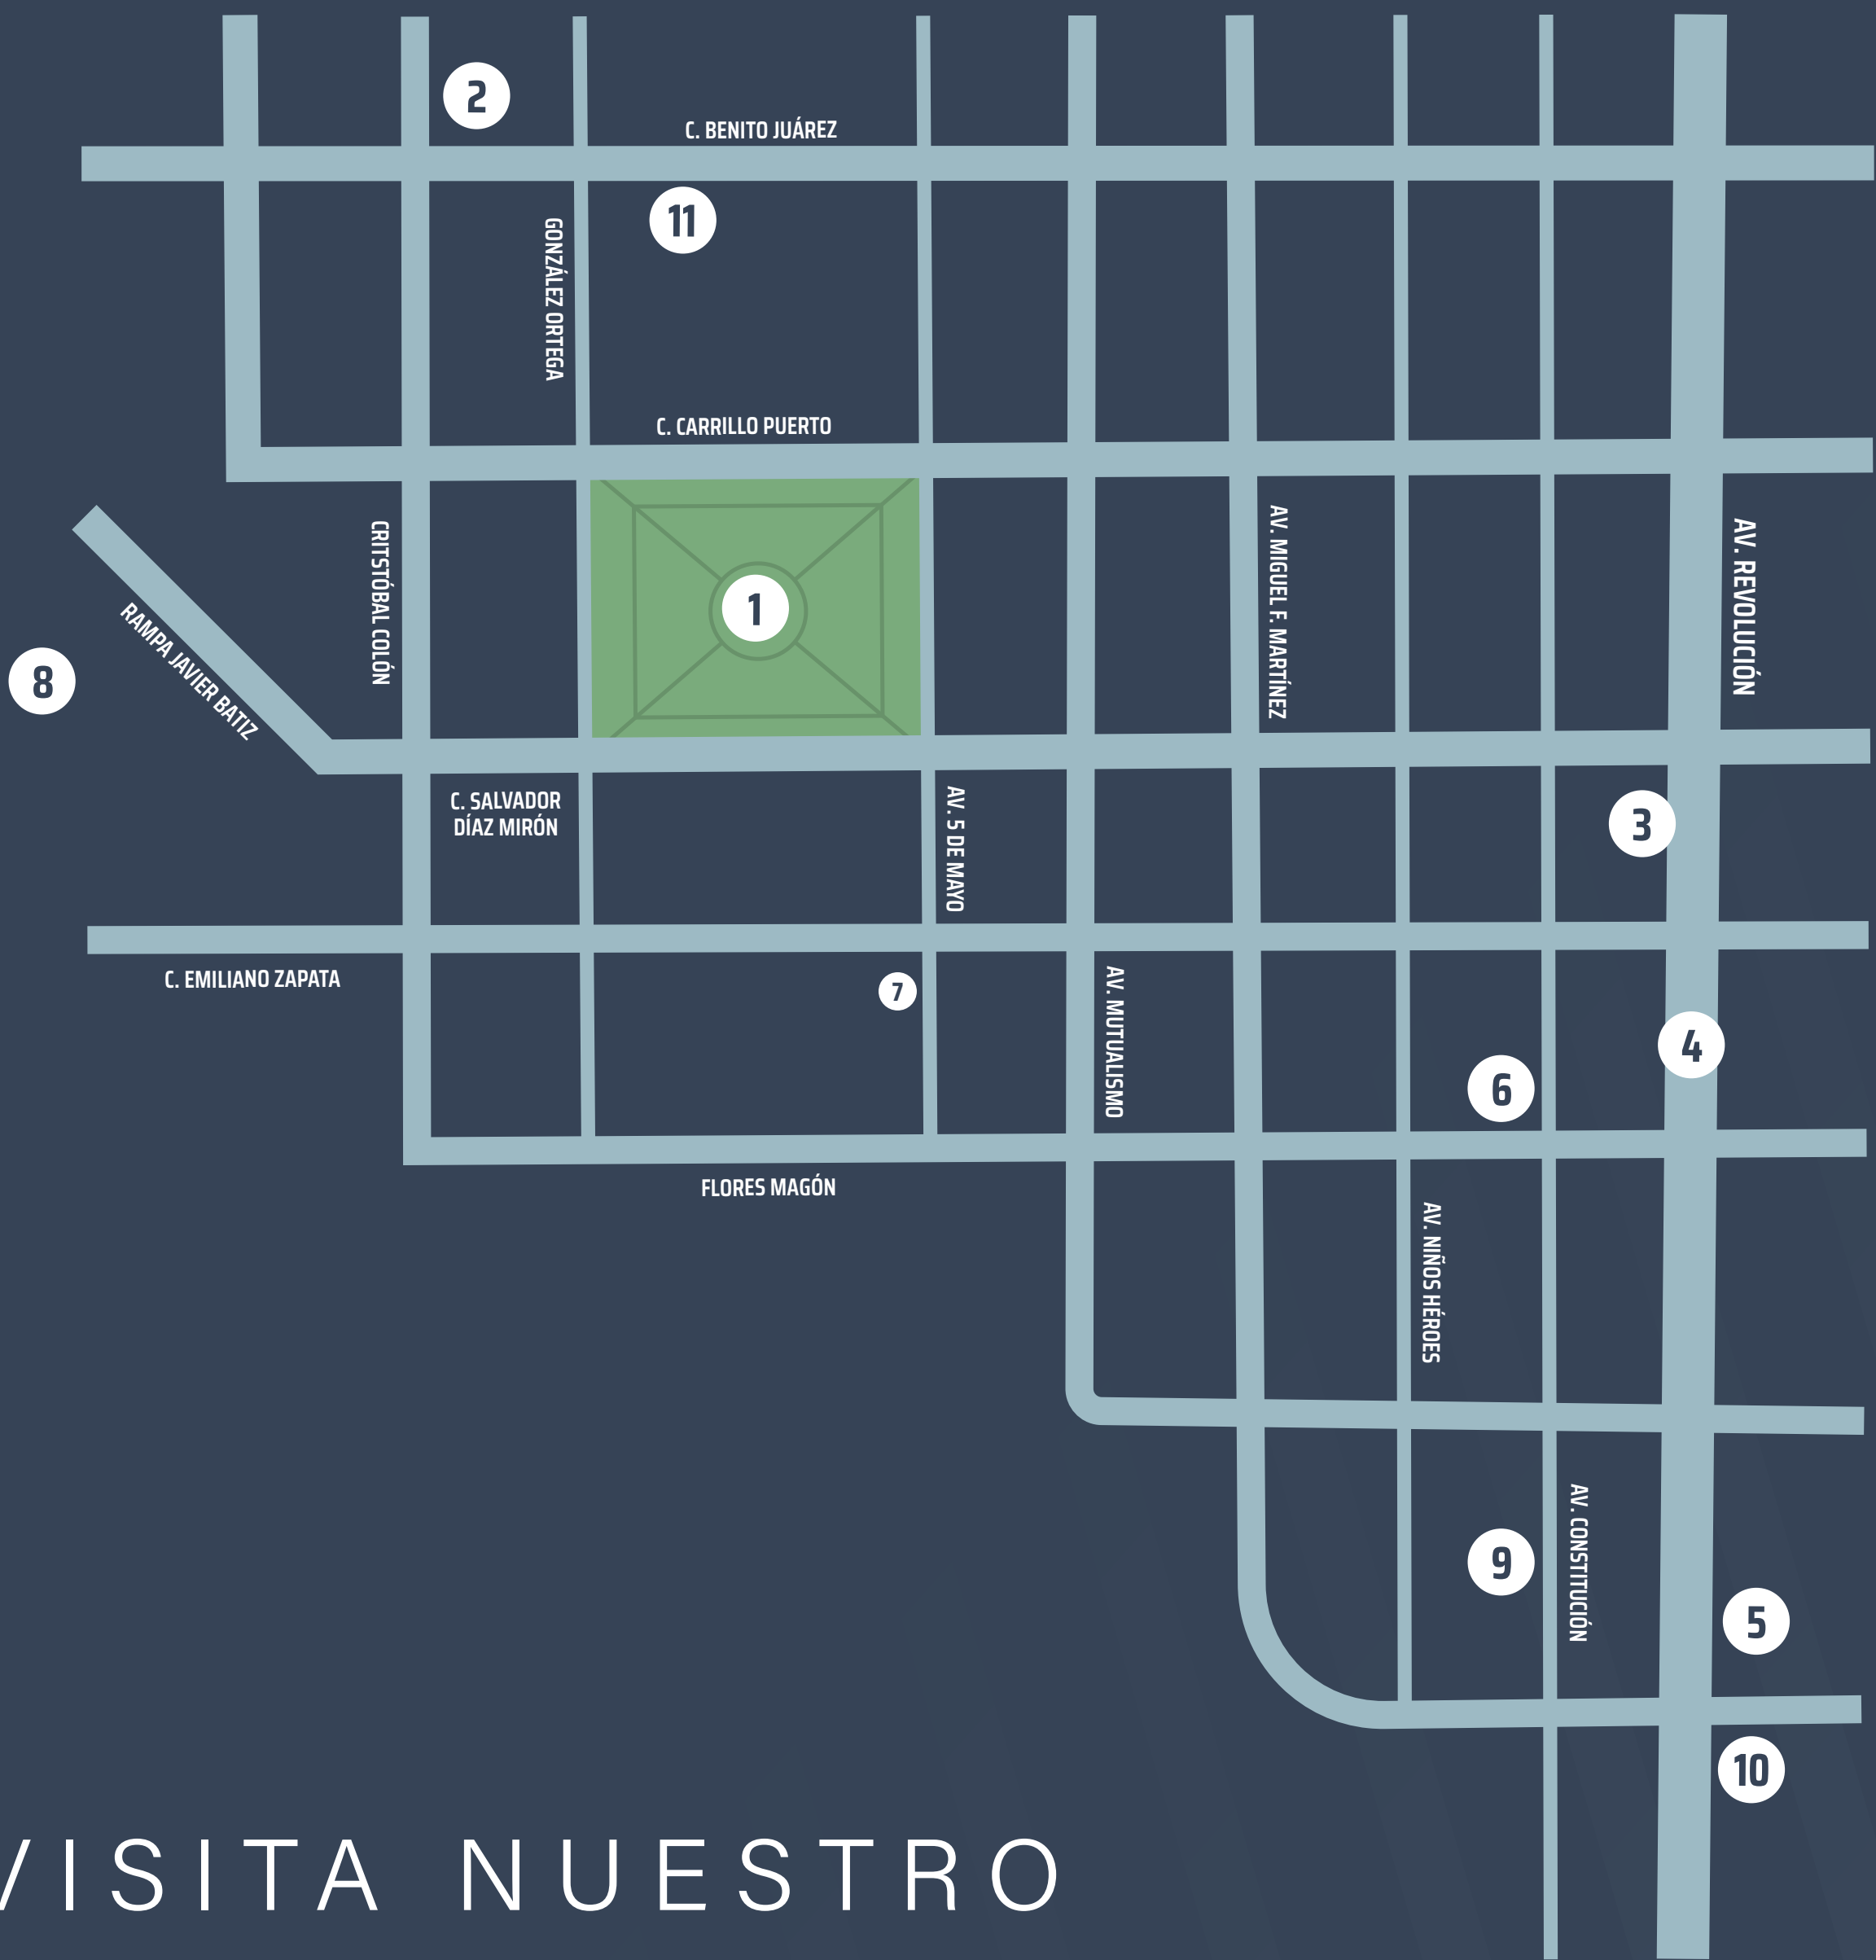 2
C. BENITO JUÁREZ
11
GONZÁLEZ ORTEGA
C. CARRILLO PUERTO
CRITSTÓBAL COLÓN
AV. MIGUEL F. MARTÍNEZ
AV. REVOLUCIÓN
1
RAMPA JAVIER BATIZ
8
C. SALVADOR
DÍAZ MIRÓN
AV. 5 DE MAYO
3
C. EMILIANO ZAPATA
7
AV. MUTUALISMO
4
6
FLORES MAGÓN
AV. NIÑOS HÉROES
AV. CONSTITUCIÓN
9
5
10
VISITA NUESTRO